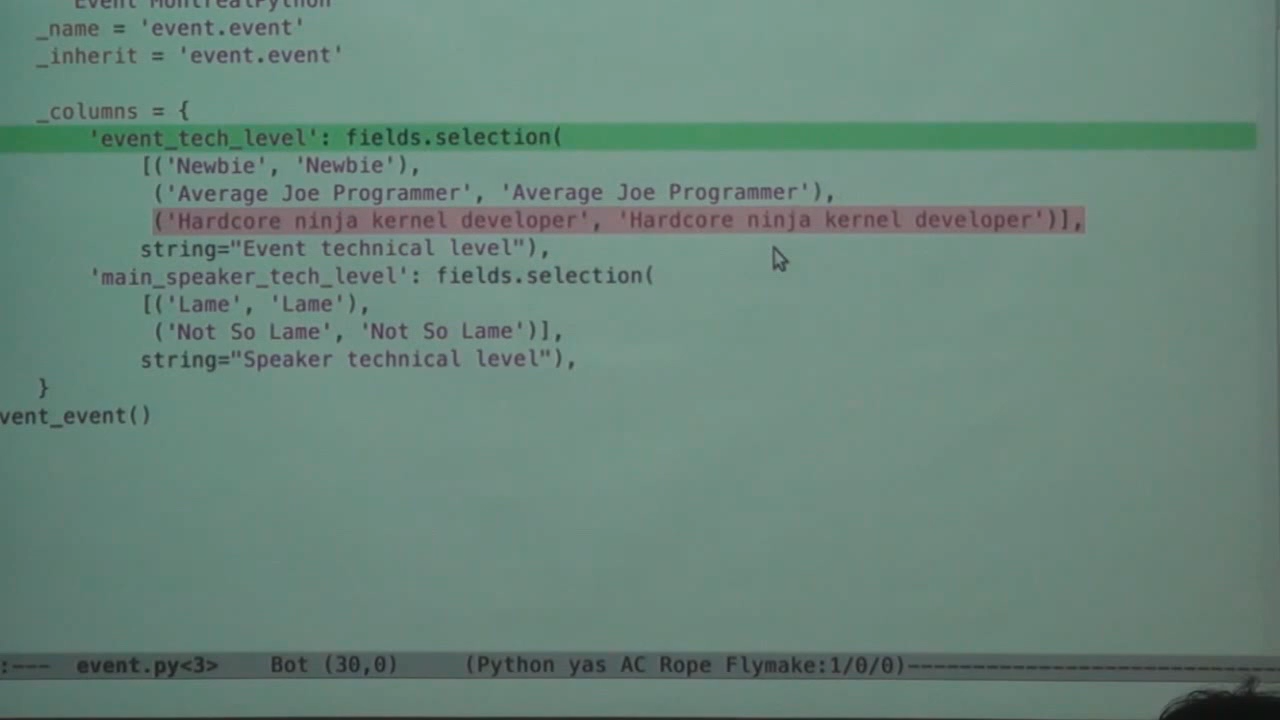 Event MontrealPython
_name = 'event.event'
_inherit = 'event.event'
_columns = {
'event_tech_level': fields.selection(
[('Newbie', 'Newbie'),
('Average Joe Programmer', 'Average Joe Programmer'),
('Hardcore ninja kernel developer', 'Hardcore ninja kernel developer')],
string="Event technical level"),
'main_speaker_tech_level': fields.selection(
[('Lame', 'Lame'),
('Not So Lame', 'Not So Lame')],
string="Speaker technical level"),
}
vent_event()
:--- event.py<3> Bot (30,0) (Python yas AC Rope Flymake:1/0/0)-----------------------------